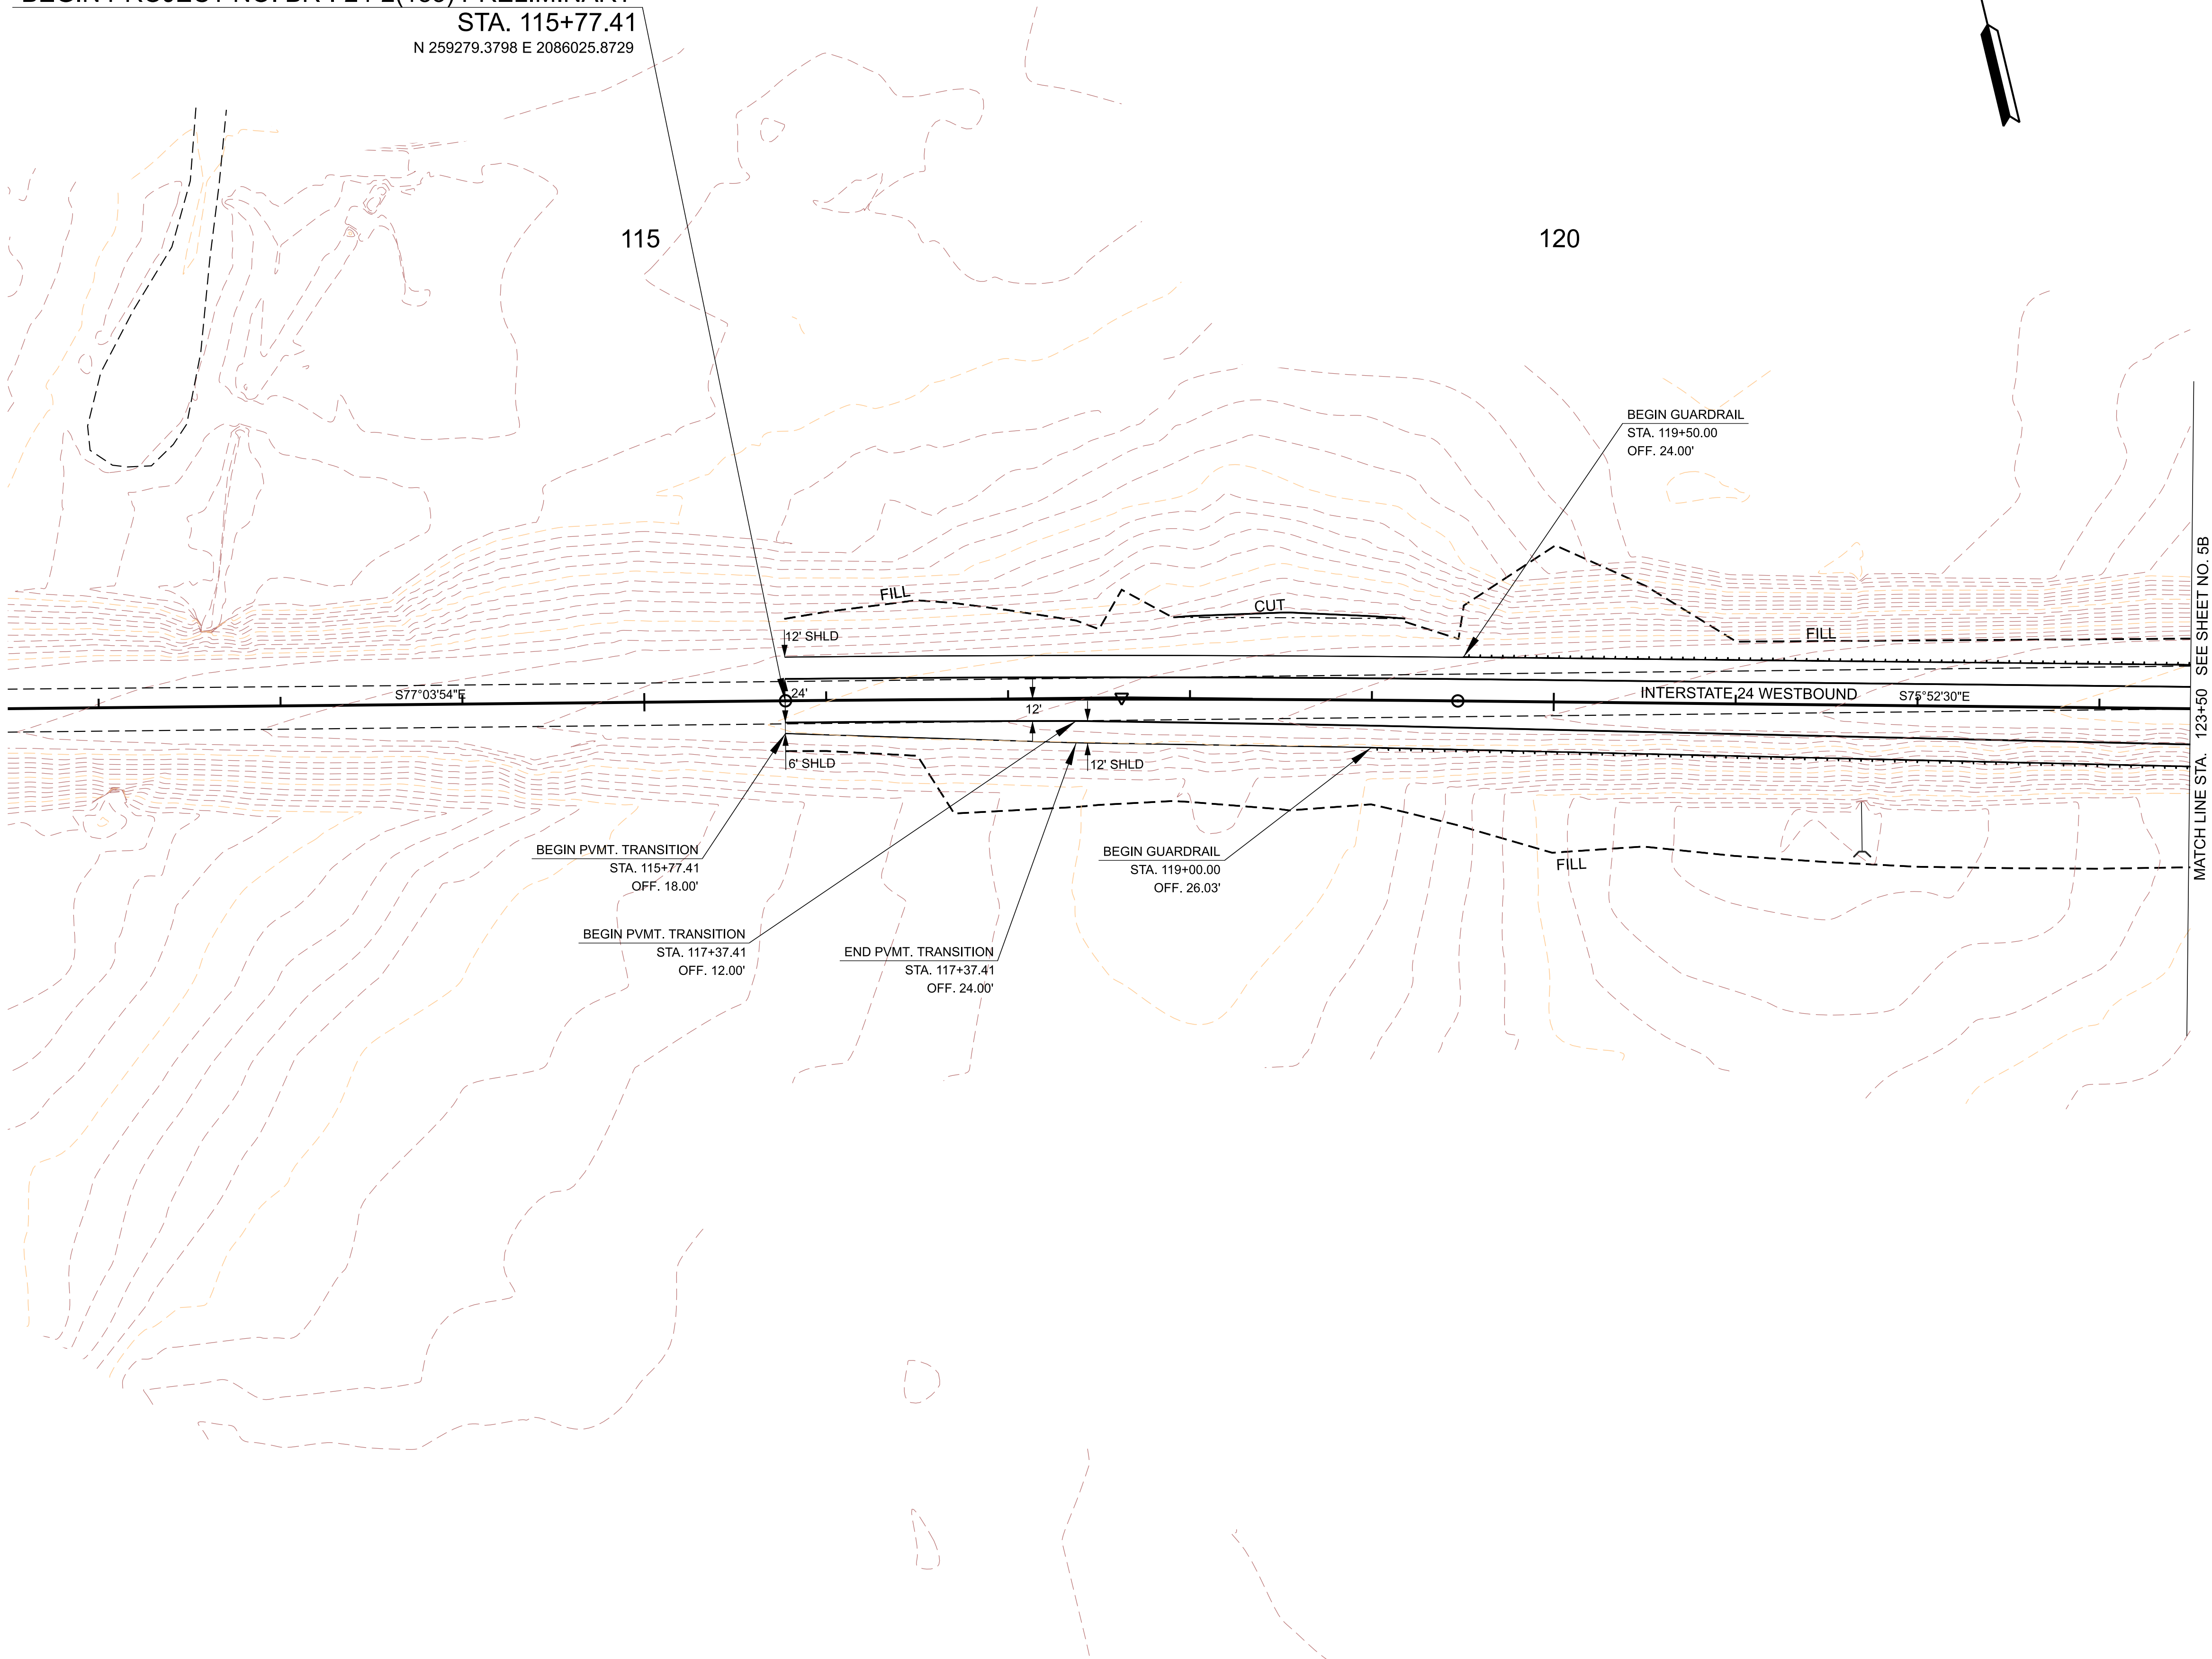 STA. 115+77.41
N 259279.3798 E 2086025.8729
115
120
BEGIN GUARDRAIL
STA. 119+50.00
OFF. 24.00'
FILL
CUT
FILL
12' SHLD
S77°03'54"E
24'
12'
INTERSTATE 24 WESTBOUND
S75°52'30"E
6' SHLD
12' SHLD
BEGIN PVMT. TRANSITION
STA. 115+77.41
OFF. 18.00'
BEGIN GUARDRAIL
STA. 119+00.00
OFF. 26.03'
FILL
BEGIN PVMT. TRANSITION
STA. 117+37.41
OFF. 12.00'
END PVMT. TRANSITION
STA. 117+37.41
OFF. 24.00'
MATCH LINE STA. 123+50 SEE SHEET NO. 5B